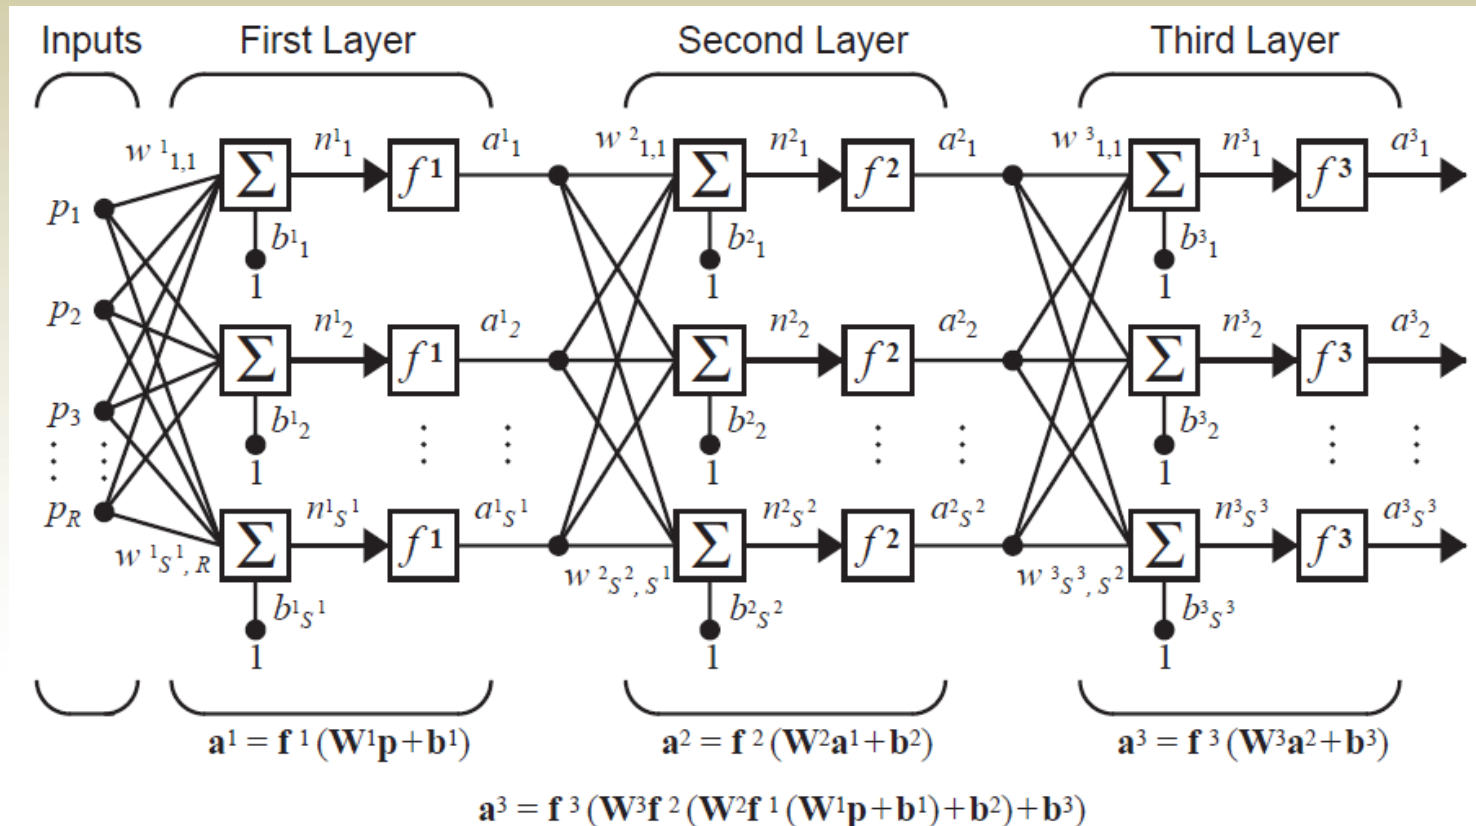 Inputs First Layer Second Layer Third Layer
w¹₁,₁ n¹₁ a¹₁ w²₁,₁ n²₁ a²₁ w³₁,₁ n³₁ a³₁
Σ f¹ Σ f² Σ f³
p₁
b¹₁ b²₁ b³₁
1 1 1
p₂
n¹₂ a¹₂ n²₂ a²₂ n³₂ a³₂
Σ f¹ Σ f² Σ f³
p₃
b¹₂ b²₂ b³₂
⋮ ⋮ ⋮ ⋮ ⋮ ⋮ ⋮ ⋮
1 1 1
p_R
n¹_S¹ a¹_S¹ n²_S² a²_S² n³_S³ a³_S³
Σ f¹ Σ f² Σ f³
w¹_S¹,R w²_S²,S¹ w³_S³,S²
b¹_S¹ b²_S² b³_S³
1 1 1
a¹ = f¹(W¹p+b¹) a² = f²(W²a¹+b²) a³ = f³(W³a²+b³)
a³ = f³(W³f²(W²f¹(W¹p+b¹)+b²)+b³)